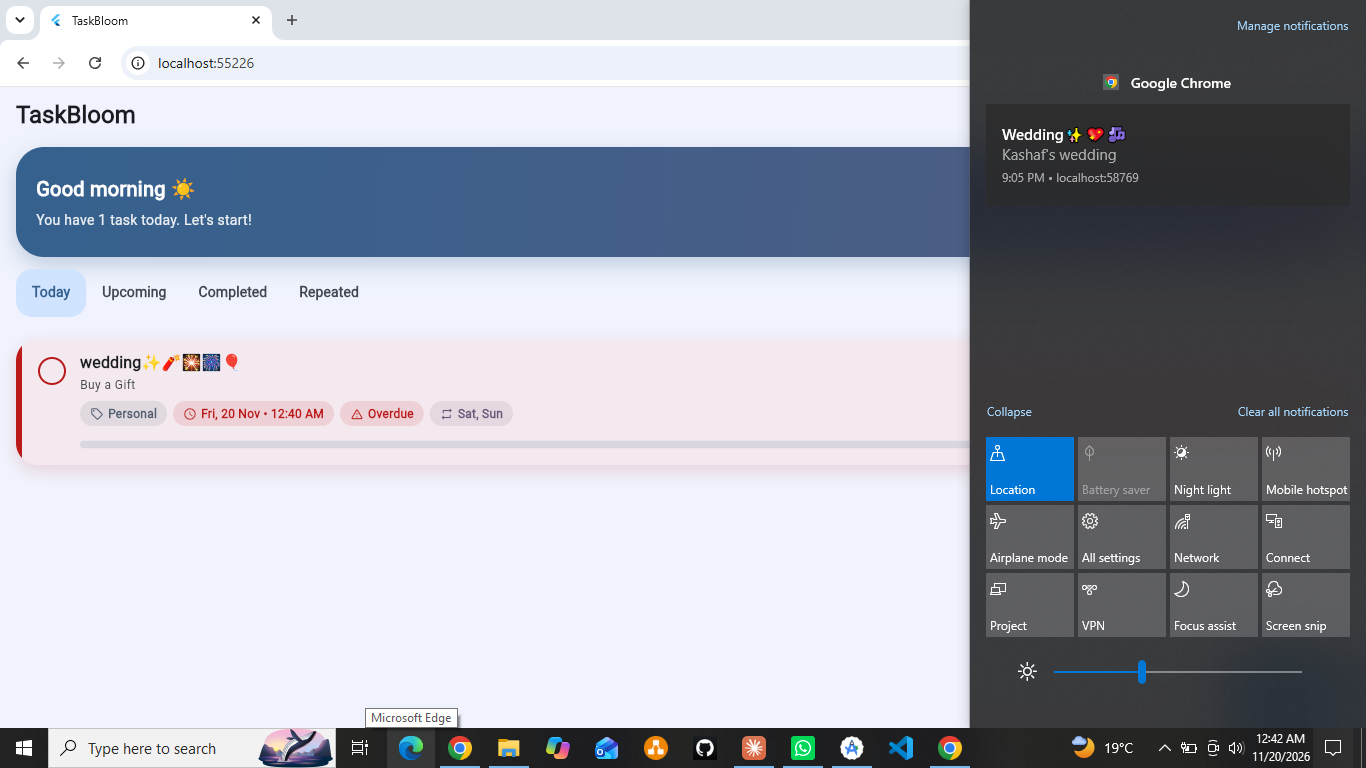 TaskBloom
localhost:55226
TaskBloom
Good morning ☀️
You have 1 task today. Let's start!
Today Upcoming Completed Repeated
wedding✨🧨🎇🎆🎈
Buy a Gift
Personal Fri, 20 Nov • 12:40 AM Overdue Sat, Sun
Manage notifications
Google Chrome
Wedding✨💖🎶
Kashaf's wedding
9:05 PM • localhost:58769
Collapse Clear all notifications
Location Battery saver Night light Mobile hotspot
Airplane mode All settings Network Connect
Project VPN Focus assist Screen snip
Microsoft Edge
Type here to search
19°C
12:42 AM
11/20/2026